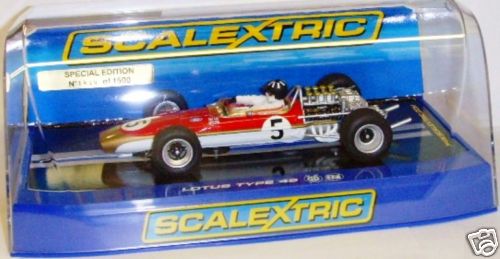 SCALEXTRIC
SPECIAL EDITION
of 1500
5
LOTUS TYPE 49
SCALEXTRIC